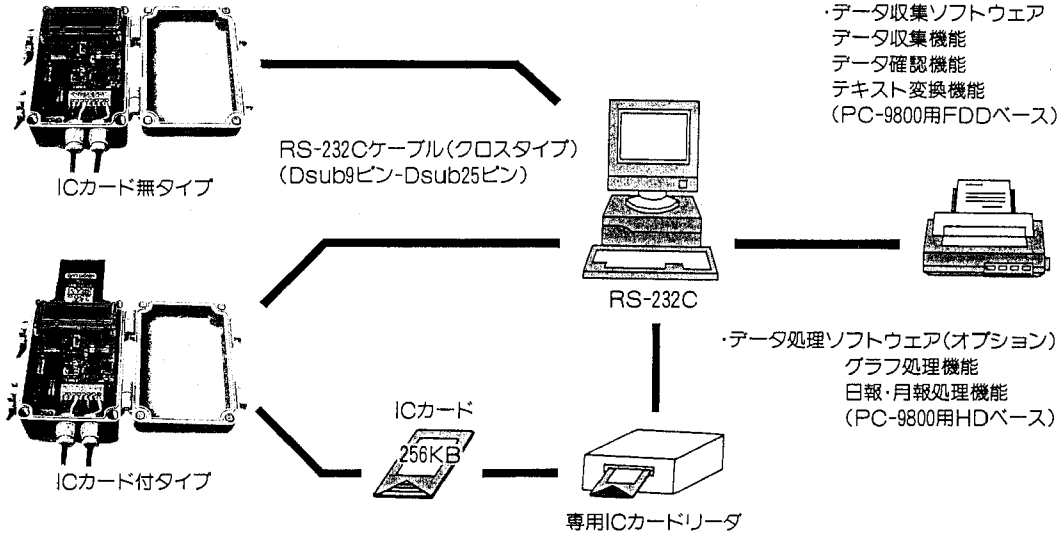 ・データ収集ソフトウェア
データ収集機能
データ確認機能
テキスト変換機能
(PC-9800用FDDベース)
RS-232Cケーブル(クロスタイプ)
(Dsub9ピン-Dsub25ピン)
ICカード無タイプ
RS-232C
・データ処理ソフトウェア(オプション)
グラフ処理機能
日報・月報処理機能
(PC-9800用HDベース)
ICカード
256KB
ICカード付タイプ
専用ICカードリーダ